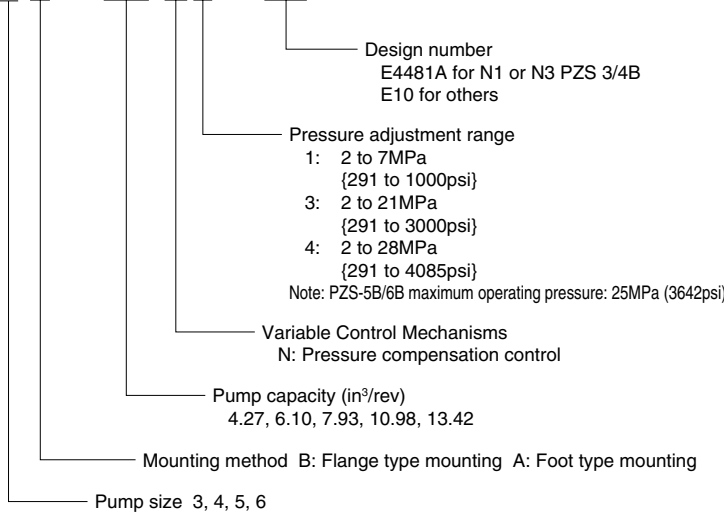 Design number
E4481A for N1 or N3 PZS 3/4B
E10 for others
Pressure adjustment range
1: 2 to 7MPa
{291 to 1000psi}
3: 2 to 21MPa
{291 to 3000psi}
4: 2 to 28MPa
{291 to 4085psi}
Note: PZS-5B/6B maximum operating pressure: 25MPa (3642psi)
Variable Control Mechanisms
N: Pressure compensation control
Pump capacity (in³/rev)
4.27, 6.10, 7.93, 10.98, 13.42
Mounting method B: Flange type mounting A: Foot type mounting
Pump size 3, 4, 5, 6